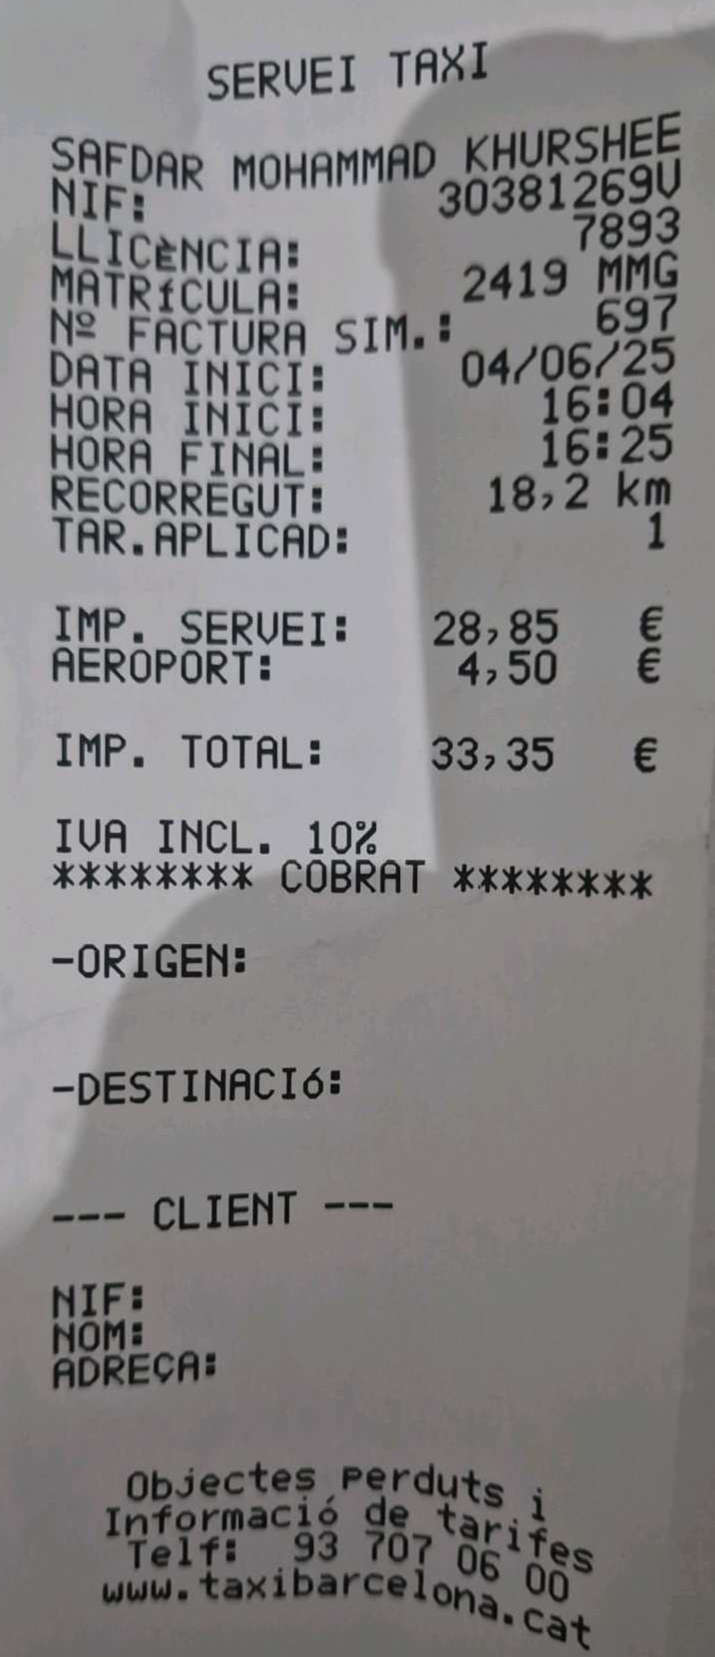 SERVEI TAXI
SAFDAR MOHAMMAD KHURSHEE
NIF: 30381269V
LLICÈNCIA: 7893
MATRíCULA: 2419 MMG
Nº FACTURA SIM.: 697
DATA INICI: 04/06/25
HORA INICI: 16:04
HORA FINAL: 16:25
RECORREGUT: 18,2 km
TAR.APLICAD: 1
IMP. SERVEI: 28,85 €
AEROPORT: 4,50 €
IMP. TOTAL: 33,35 €
IVA INCL. 10%
******** COBRAT ********
-ORIGEN:
-DESTINACIó:
--- CLIENT ---
NIF:
NOM:
ADREÇA:
Objectes perduts i
Informació de tarifes
Telf: 93 707 06 00
www.taxibarcelona.cat